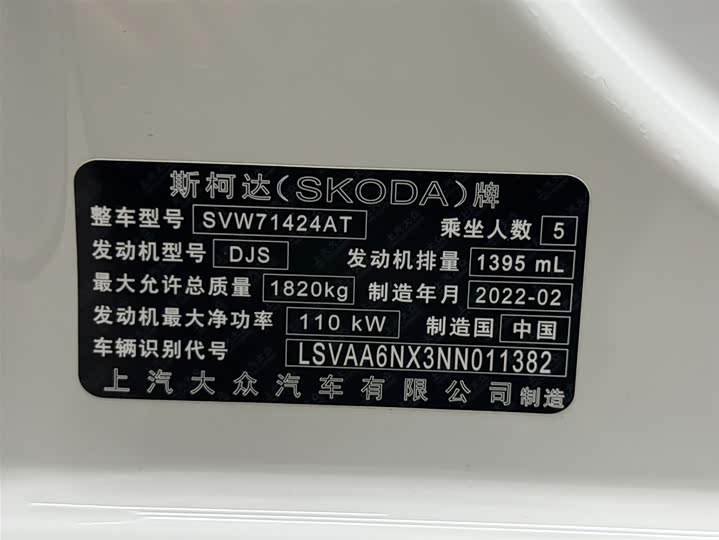 斯柯达(SKODA)牌
整车型号 SVW71424AT 乘坐人数 5
发动机型号 DJS 发动机排量 1395 mL
最大允许总质量 1820kg 制造年月 2022-02
发动机最大净功率 110 kW 制造国 中国
车辆识别代号 LSVAA6NX3NN011382
上汽大众汽车有限公司制造